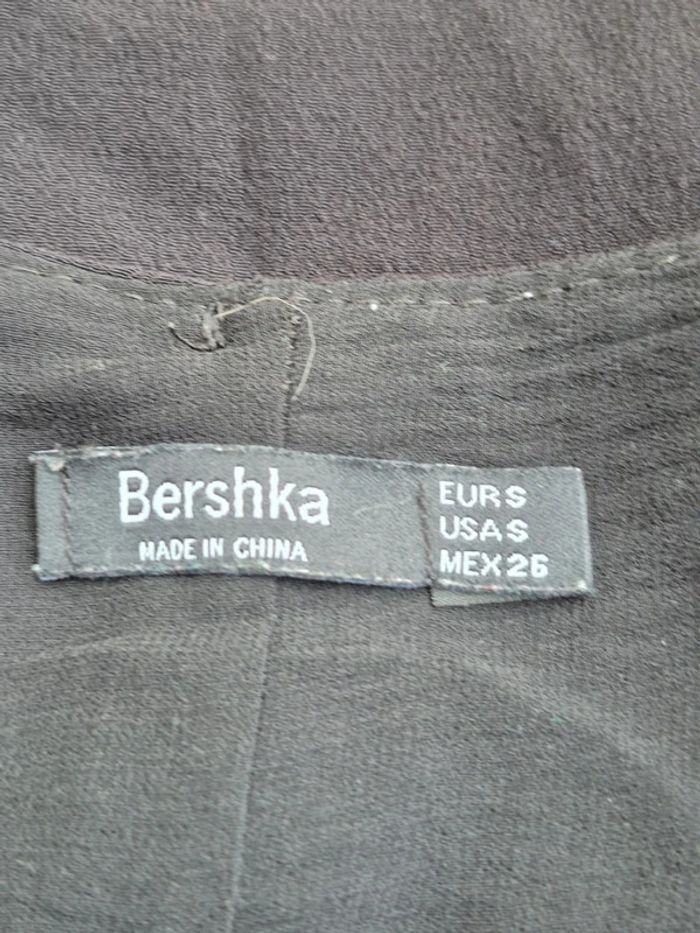 Bershka
MADE IN CHINA
EUR S
USA S
MEX 26